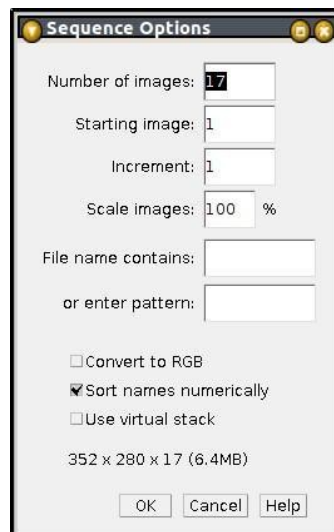 Sequence Options
Number of images: 17
Starting image: 1
Increment: 1
Scale images: 100 %
File name contains:
or enter pattern:
Convert to RGB
Sort names numerically
Use virtual stack
352 x 280 x 17 (6.4MB)
OK Cancel Help